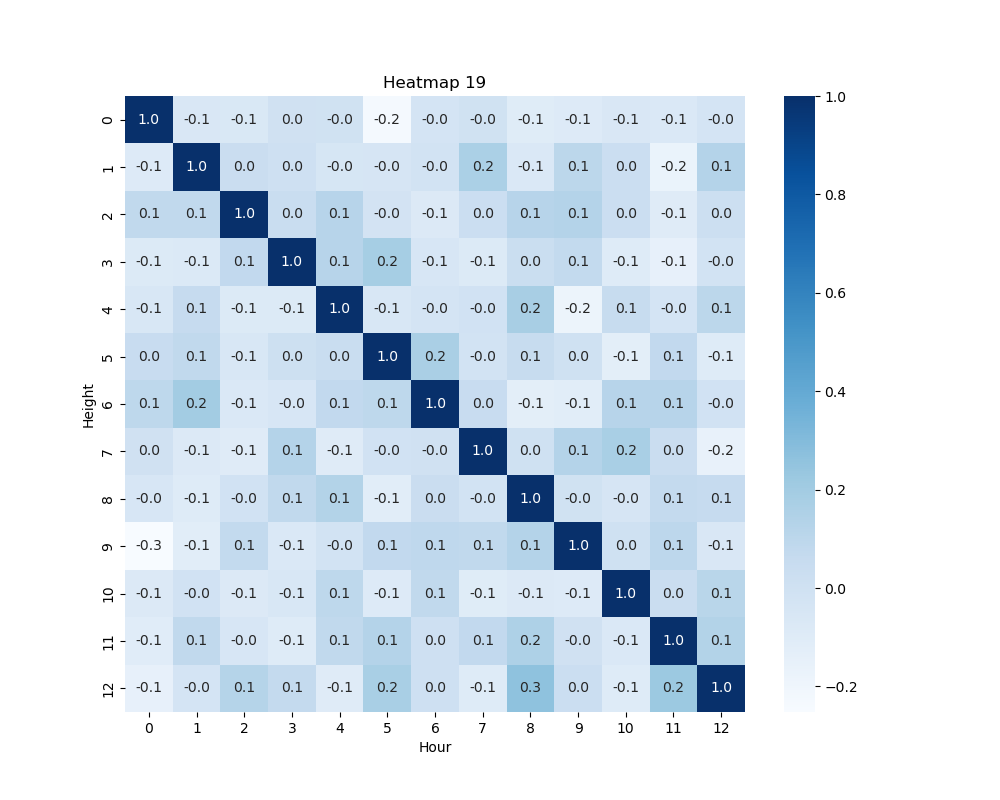 Heatmap 19
0 1.0 -0.1 -0.1 0.0 -0.0 -0.2 -0.0 -0.0 -0.1 -0.1 -0.1 -0.1 -0.0
1 -0.1 1.0 0.0 0.0 -0.0 -0.0 -0.0 0.2 -0.1 0.1 0.0 -0.2 0.1
2 0.1 0.1 1.0 0.0 0.1 -0.0 -0.1 0.0 0.1 0.1 0.0 -0.1 0.0
3 -0.1 -0.1 0.1 1.0 0.1 0.2 -0.1 -0.1 0.0 0.1 -0.1 -0.1 -0.0
4 -0.1 0.1 -0.1 -0.1 1.0 -0.1 -0.0 -0.0 0.2 -0.2 0.1 -0.0 0.1
5 0.0 0.1 -0.1 0.0 0.0 1.0 0.2 -0.0 0.1 0.0 -0.1 0.1 -0.1
6 0.1 0.2 -0.1 -0.0 0.1 0.1 1.0 0.0 -0.1 -0.1 0.1 0.1 -0.0
7 0.0 -0.1 -0.1 0.1 -0.1 -0.0 -0.0 1.0 0.0 0.1 0.2 0.0 -0.2
8 -0.0 -0.1 -0.0 0.1 0.1 -0.1 0.0 -0.0 1.0 -0.0 -0.0 0.1 0.1
9 -0.3 -0.1 0.1 -0.1 -0.0 0.1 0.1 0.1 0.1 1.0 0.0 0.1 -0.1
10 -0.1 -0.0 -0.1 -0.1 0.1 -0.1 0.1 -0.1 -0.1 -0.1 1.0 0.0 0.1
11 -0.1 0.1 -0.0 -0.1 0.1 0.1 0.0 0.1 0.2 -0.0 -0.1 1.0 0.1
12 -0.1 -0.0 0.1 0.1 -0.1 0.2 0.0 -0.1 0.3 0.0 -0.1 0.2 1.0
0 1 2 3 4 5 6 7 8 9 10 11 12
Hour
Height
1.0
0.8
0.6
0.4
0.2
0.0
−0.2